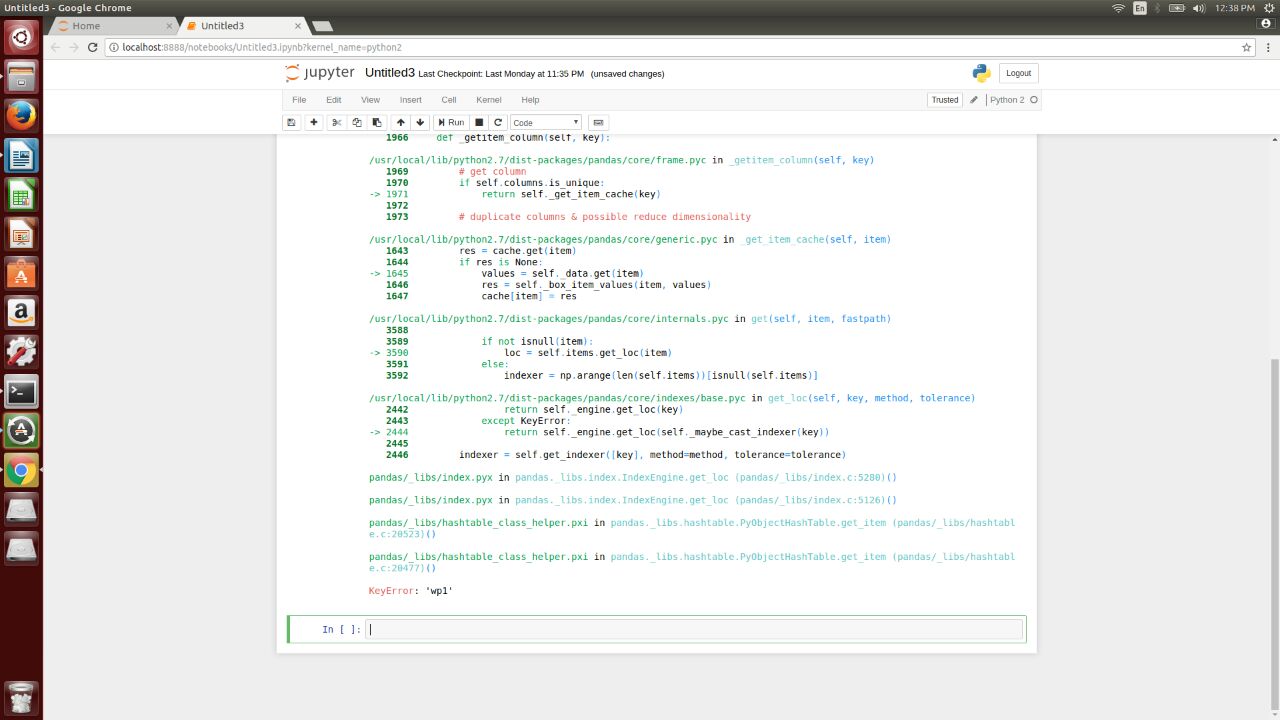 Untitled3 - Google Chrome
En
12:38 PM
Home
Untitled3
localhost:8888/notebooks/Untitled3.ipynb?kernel_name=python2
jupyter Untitled3 Last Checkpoint: Last Monday at 11:35 PM (unsaved changes)
Logout
File Edit View Insert Cell Kernel Help
Trusted
Python 2
Run
Code
1966 def _getitem_column(self, key):
/usr/local/lib/python2.7/dist-packages/pandas/core/frame.pyc in _getitem_column(self, key)
1969 # get column
1970 if self.columns.is_unique:
-> 1971 return self._get_item_cache(key)
1972
1973 # duplicate columns & possible reduce dimensionality
/usr/local/lib/python2.7/dist-packages/pandas/core/generic.pyc in _get_item_cache(self, item)
1643 res = cache.get(item)
1644 if res is None:
-> 1645 values = self._data.get(item)
1646 res = self._box_item_values(item, values)
1647 cache[item] = res
/usr/local/lib/python2.7/dist-packages/pandas/core/internals.pyc in get(self, item, fastpath)
3588
3589 if not isnull(item):
-> 3590 loc = self.items.get_loc(item)
3591 else:
3592 indexer = np.arange(len(self.items))[isnull(self.items)]
/usr/local/lib/python2.7/dist-packages/pandas/core/indexes/base.pyc in get_loc(self, key, method, tolerance)
2442 return self._engine.get_loc(key)
2443 except KeyError:
-> 2444 return self._engine.get_loc(self._maybe_cast_indexer(key))
2445
2446 indexer = self.get_indexer([key], method=method, tolerance=tolerance)
pandas/_libs/index.pyx in pandas._libs.index.IndexEngine.get_loc (pandas/_libs/index.c:5280)()
pandas/_libs/index.pyx in pandas._libs.index.IndexEngine.get_loc (pandas/_libs/index.c:5126)()
pandas/_libs/hashtable_class_helper.pxi in pandas._libs.hashtable.PyObjectHashTable.get_item (pandas/_libs/hashtabl
e.c:20523)()
pandas/_libs/hashtable_class_helper.pxi in pandas._libs.hashtable.PyObjectHashTable.get_item (pandas/_libs/hashtabl
e.c:20477)()
KeyError: 'wp1'
In [ ]: